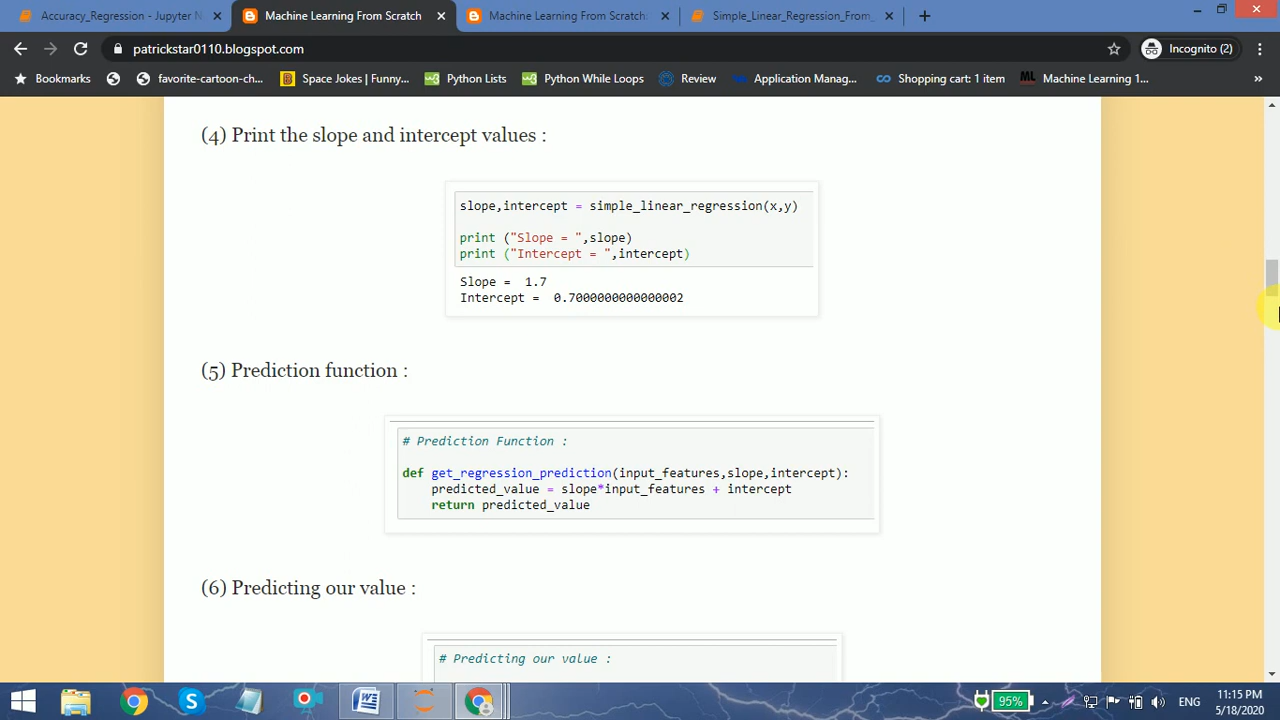 Accuracy_Regression - Jupyter N
Machine Learning From Scratch
Machine Learning From Scratch:
Simple_Linear_Regression_From_
patrickstar0110.blogspot.com
Incognito (2)
Bookmarks
favorite-cartoon-ch...
Space Jokes | Funny...
Python Lists
Python While Loops
Review
Application Manag...
Shopping cart: 1 item
ML
Machine Learning 1...
»
(4) Print the slope and intercept values :
slope,intercept = simple_linear_regression(x,y)
print ("Slope = ",slope)
print ("Intercept = ",intercept)
Slope =  1.7
Intercept =  0.7000000000000002
(5) Prediction function :
# Prediction Function :
def get_regression_prediction(input_features,slope,intercept):
predicted_value = slope*input_features + intercept
return predicted_value
(6) Predicting our value :
# Predicting our value :
95%
ENG
11:15 PM
5/18/2020